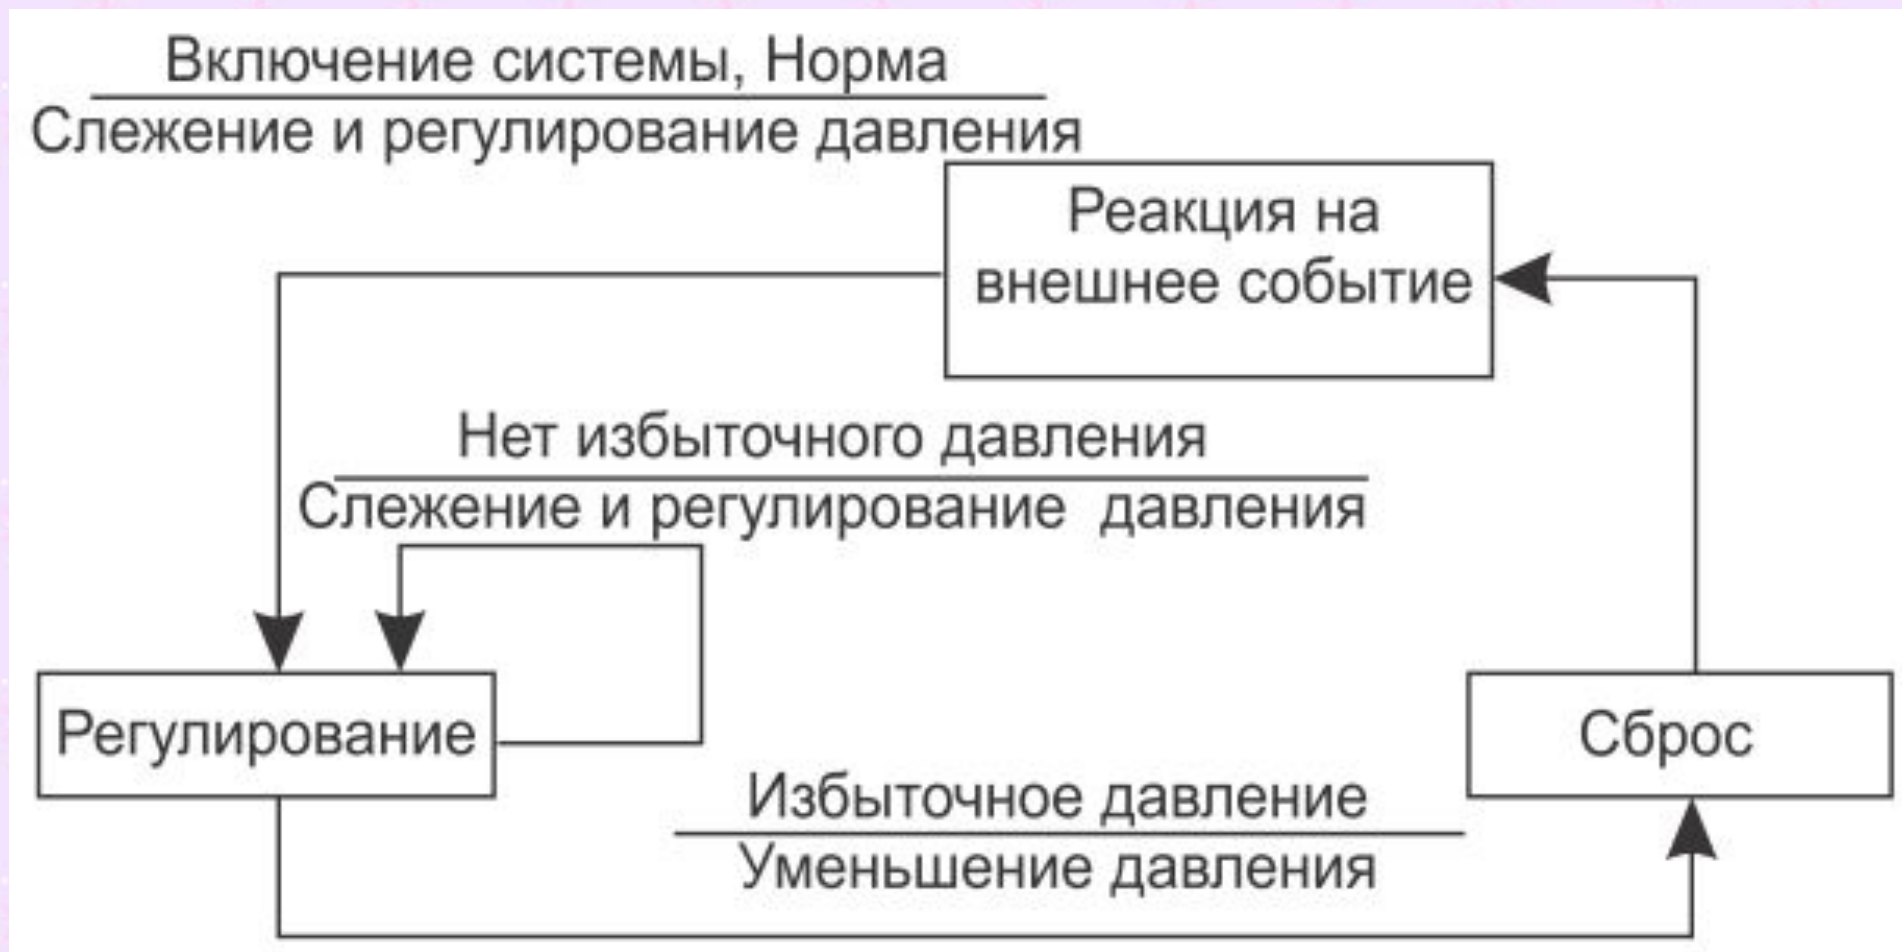 Включение системы, Норма
Слежение и регулирование давления
Реакция на
внешнее событие
Нет избыточного давления
Слежение и регулирование давления
Регулирование
Сброс
Избыточное давление
Уменьшение давления